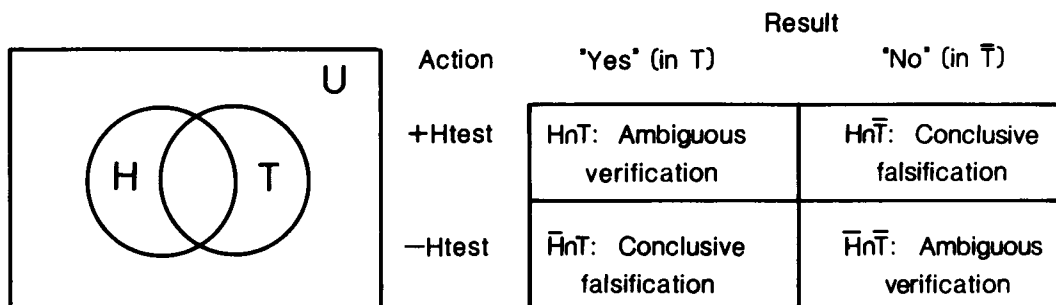 Result
Action "Yes" (in T) "No" (in T̅)
U
H T
+Htest H∩T: Ambiguous verification H∩T̅: Conclusive falsification
−Htest H̅∩T: Conclusive falsification H̅∩T̅: Ambiguous verification